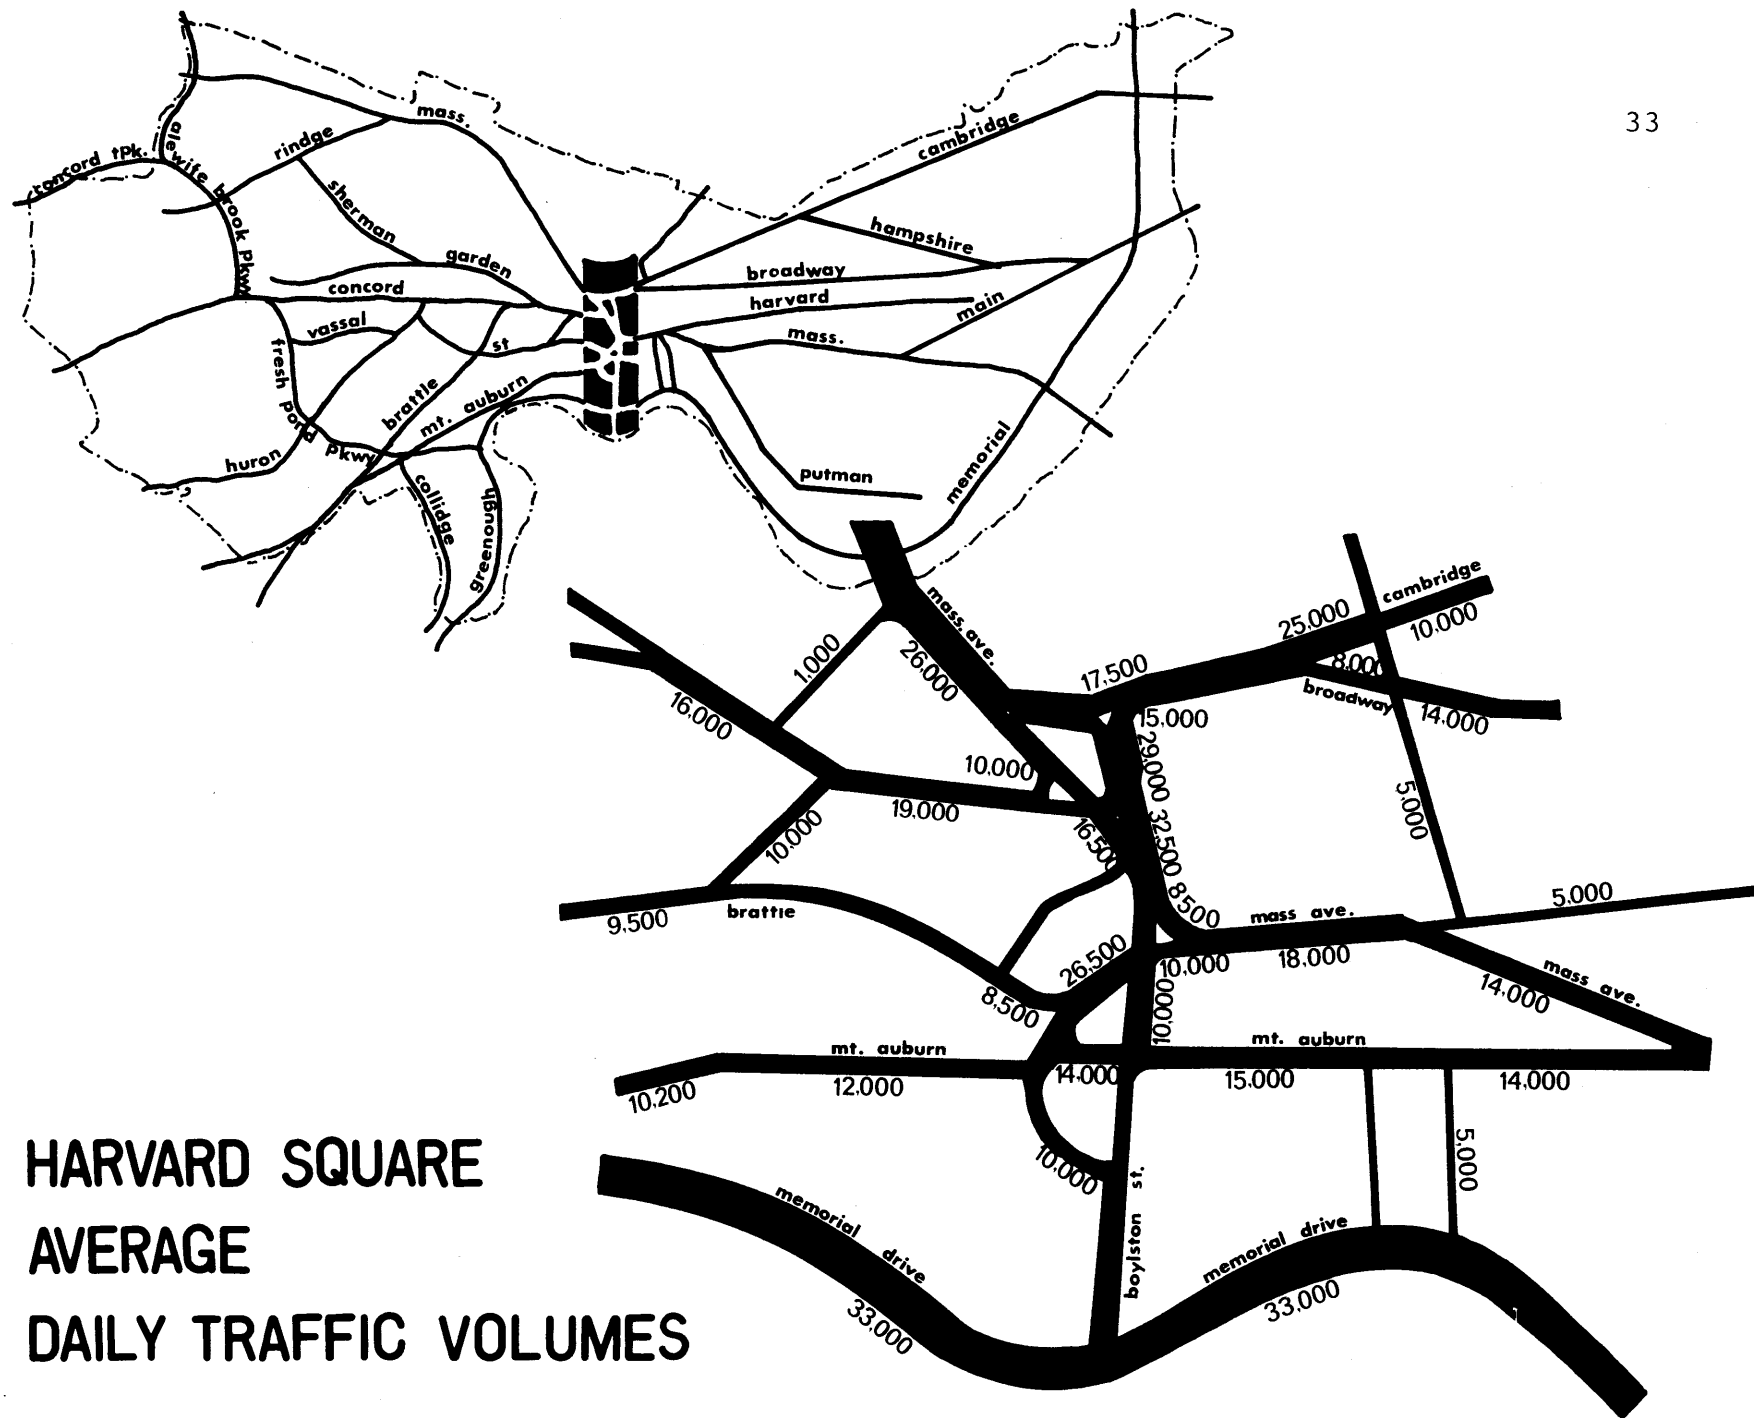 33
mass.
cambridge
rindge
concord tpk.
alewife brook pkwy.
sherman
hampshire
garden
broadway
concord
harvard
main
vassal
st
mass.
fresh pond pkwy
brattle
mt. auburn
huron
putman
memorial
collidge
greenough
mass. ave.
cambridge
25,000
10,000
1,000
26,000
17,500
8,000
broadway
14,000
16,000
15,000
29,000
10,000
19,000
5,000
16,500
32,500
10,000
8,500
5,000
brattle
9,500
mass ave.
18,000
26,500
10,000
mass ave.
14,000
8,500
10,000
mt. auburn
mt. auburn
14,000
15,000
14,000
12,000
10,200
5,000
10,000
boylston st.
memorial drive
memorial drive
33,000
33,000
HARVARD SQUARE
AVERAGE
DAILY TRAFFIC VOLUMES